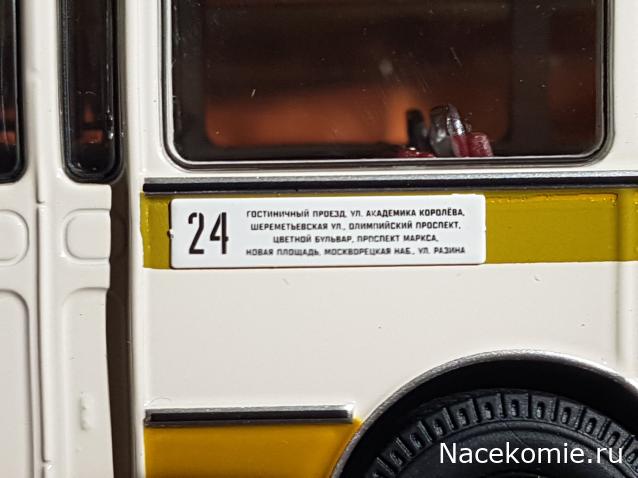 24
ГОСТИНИЧНЫЙ ПРОЕЗД, УЛ. АКАДЕМИКА КОРОЛЁВА,
ШЕРЕМЕТЬЕВСКАЯ УЛ., ОЛИМПИЙСКИЙ ПРОСПЕКТ,
ЦВЕТНОЙ БУЛЬВАР, ПРОСПЕКТ МАРКСА,
НОВАЯ ПЛОЩАДЬ, МОСКВОРЕЦКАЯ НАБ., УЛ. РАЗИНА
Nacekomie.ru